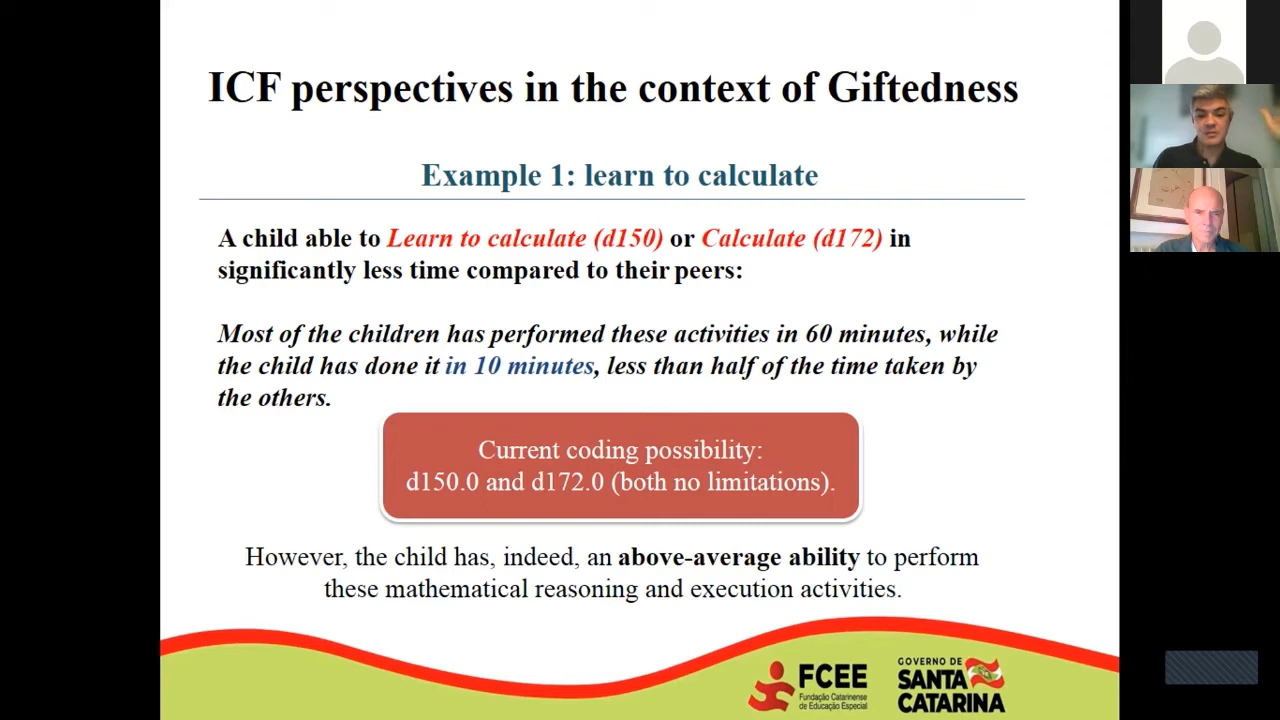 ICF perspectives in the context of Giftedness
Example 1: learn to calculate
A child able to Learn to calculate (d150) or Calculate (d172) in
significantly less time compared to their peers:
Most of the children has performed these activities in 60 minutes, while
the child has done it in 10 minutes, less than half of the time taken by
the others.
Current coding possibility:
d150.0 and d172.0 (both no limitations).
However, the child has, indeed, an above-average ability to perform
these mathematical reasoning and execution activities.
FCEE
Fundação Catarinense
de Educação Especial
GOVERNO DE
SANTA
CATARINA